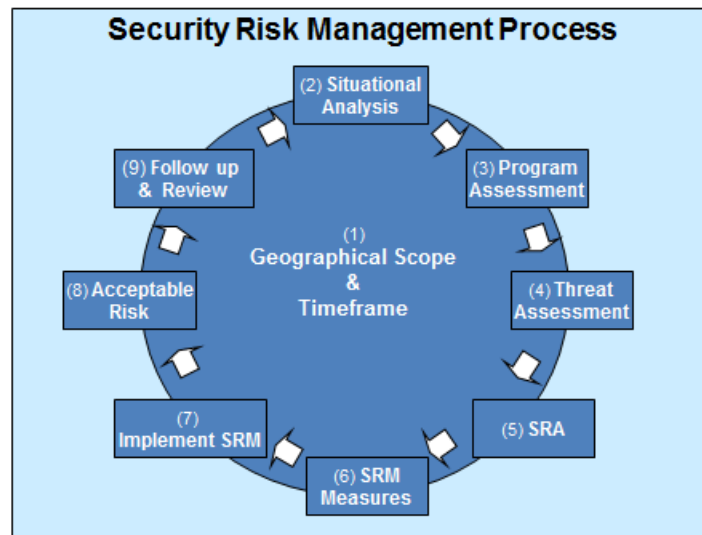 Security Risk Management Process
(1)
Geographical Scope
&
Timeframe
(2) Situational
Analysis
(3) Program
Assessment
(4) Threat
Assessment
(5) SRA
(6) SRM
Measures
(7)
Implement SRM
(8) Acceptable
Risk
(9) Follow up
& Review